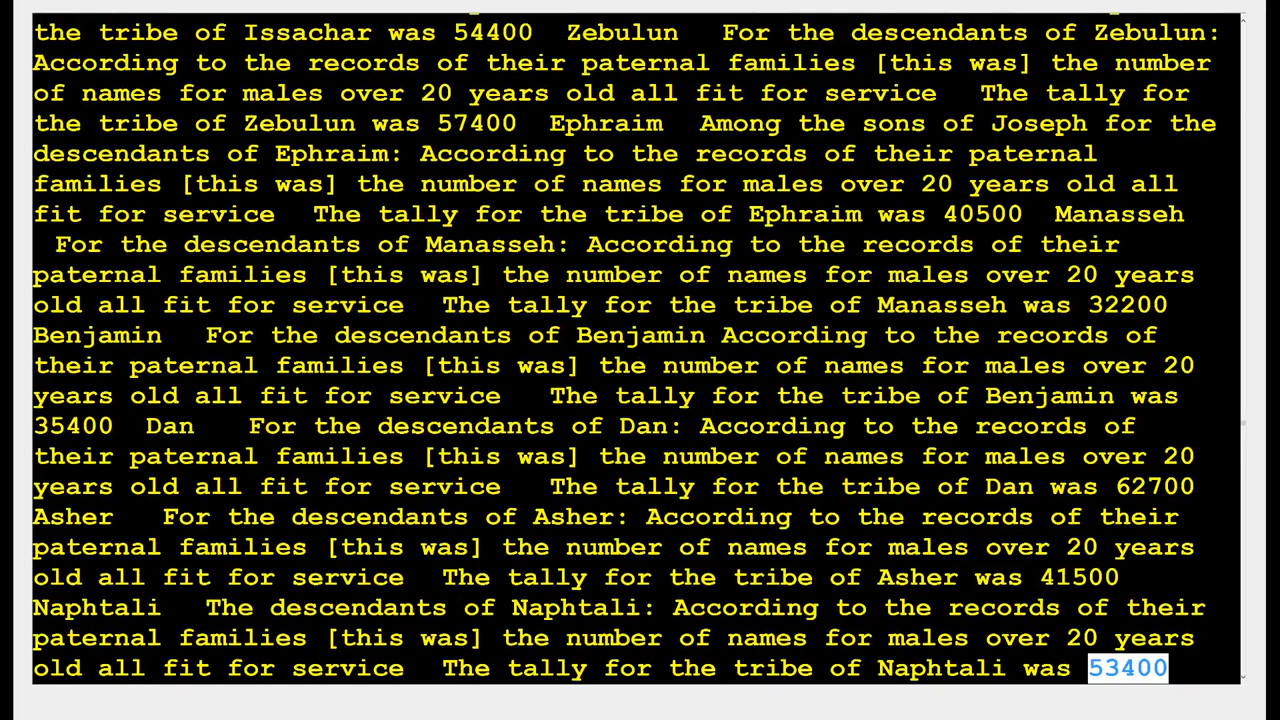 the tribe of Issachar was 54400 Zebulun For the descendants of Zebulun:
According to the records of their paternal families [this was] the number
of names for males over 20 years old all fit for service The tally for
the tribe of Zebulun was 57400 Ephraim Among the sons of Joseph for the
descendants of Ephraim: According to the records of their paternal
families [this was] the number of names for males over 20 years old all
fit for service The tally for the tribe of Ephraim was 40500 Manasseh
For the descendants of Manasseh: According to the records of their
paternal families [this was] the number of names for males over 20 years
old all fit for service The tally for the tribe of Manasseh was 32200
Benjamin For the descendants of Benjamin According to the records of
their paternal families [this was] the number of names for males over 20
years old all fit for service The tally for the tribe of Benjamin was
35400 Dan For the descendants of Dan: According to the records of
their paternal families [this was] the number of names for males over 20
years old all fit for service The tally for the tribe of Dan was 62700
Asher For the descendants of Asher: According to the records of their
paternal families [this was] the number of names for males over 20 years
old all fit for service The tally for the tribe of Asher was 41500
Naphtali The descendants of Naphtali: According to the records of their
paternal families [this was] the number of names for males over 20 years
old all fit for service The tally for the tribe of Naphtali was 53400